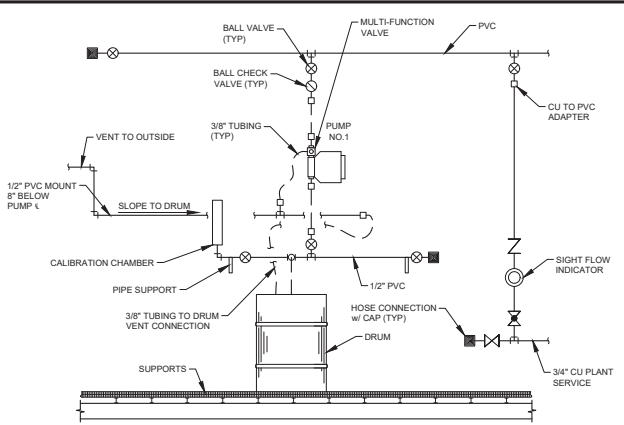 BALL VALVE
(TYP)
MULTI-FUNCTION
VALVE
PVC
BALL CHECK
VALVE (TYP)
CU TO PVC
ADAPTER
3/8" TUBING
(TYP)
PUMP
NO.1
VENT TO OUTSIDE
1/2" PVC MOUNT
8" BELOW
PUMP ℄
SLOPE TO DRUM
CALIBRATION CHAMBER
SIGHT FLOW
INDICATOR
PIPE SUPPORT
1/2" PVC
3/8" TUBING TO DRUM
VENT CONNECTION
HOSE CONNECTION
w/ CAP (TYP)
DRUM
SUPPORTS
3/4" CU PLANT
SERVICE